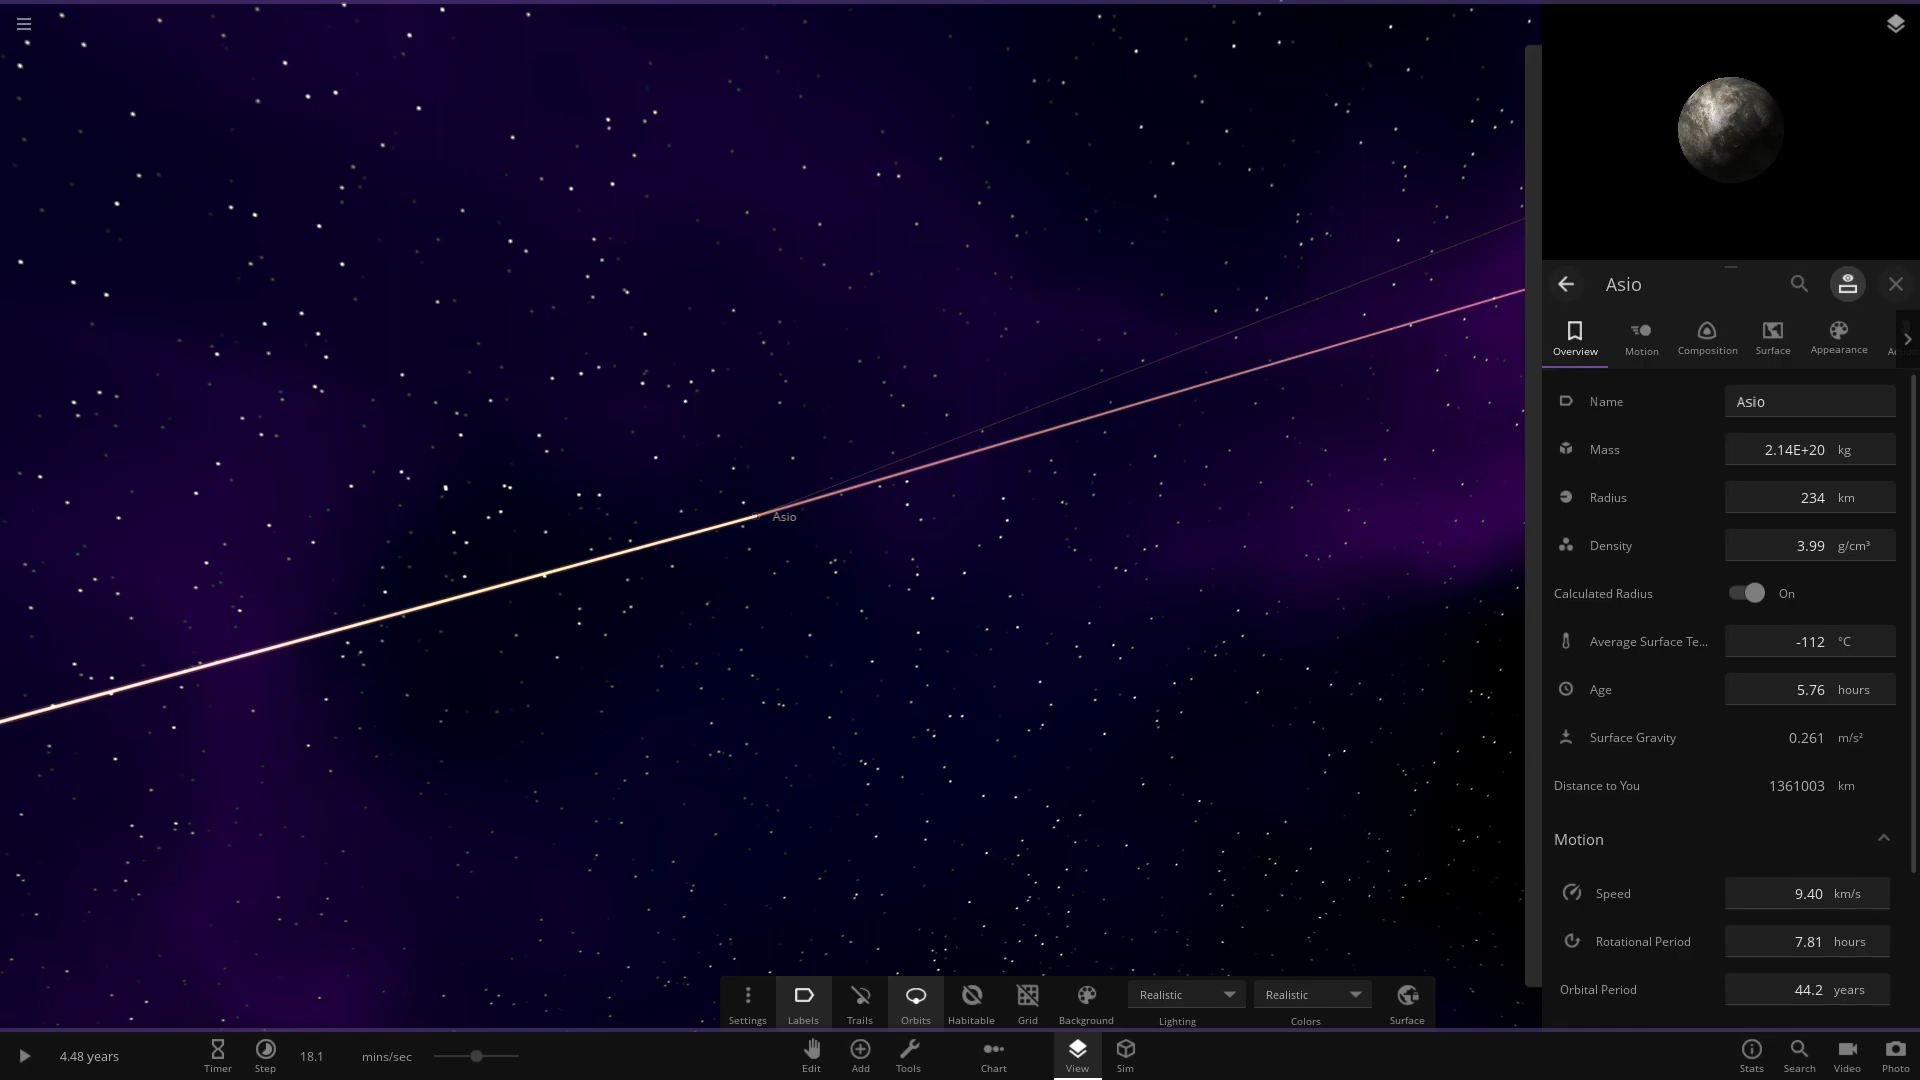 Asio
Asio
Overview
Motion
Composition
Surface
Appearance
Name
Asio
Mass
2.14E+20 kg
Radius
234 km
Density
3.99 g/cm³
Calculated Radius
On
Average Surface Te...
-112 °C
Age
5.76 hours
Surface Gravity
0.261 m/s²
Distance to You
1361003 km
Motion
Speed
9.40 km/s
Rotational Period
7.81 hours
Orbital Period
44.2 years
Settings
Labels
Trails
Orbits
Habitable
Grid
Background
Realistic
Lighting
Realistic
Colors
Surface
4.48 years
Timer
Step
18.1 mins/sec
Edit
Add
Tools
Chart
View
Sim
Stats
Search
Video
Photo